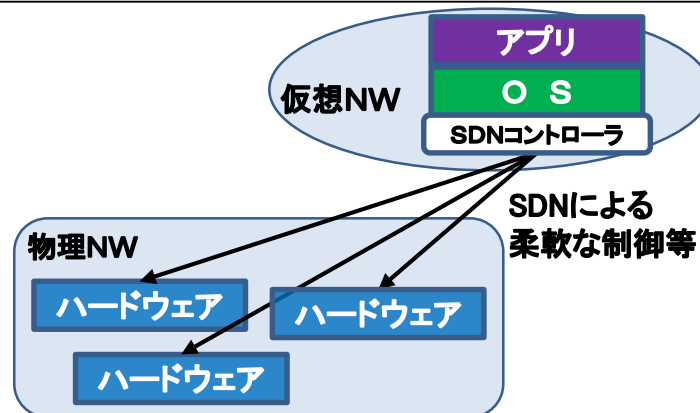 アプリ
仮想NW
O S
SDNコントローラ
SDNによる
柔軟な制御等
物理NW
ハードウェア
ハードウェア
ハードウェア